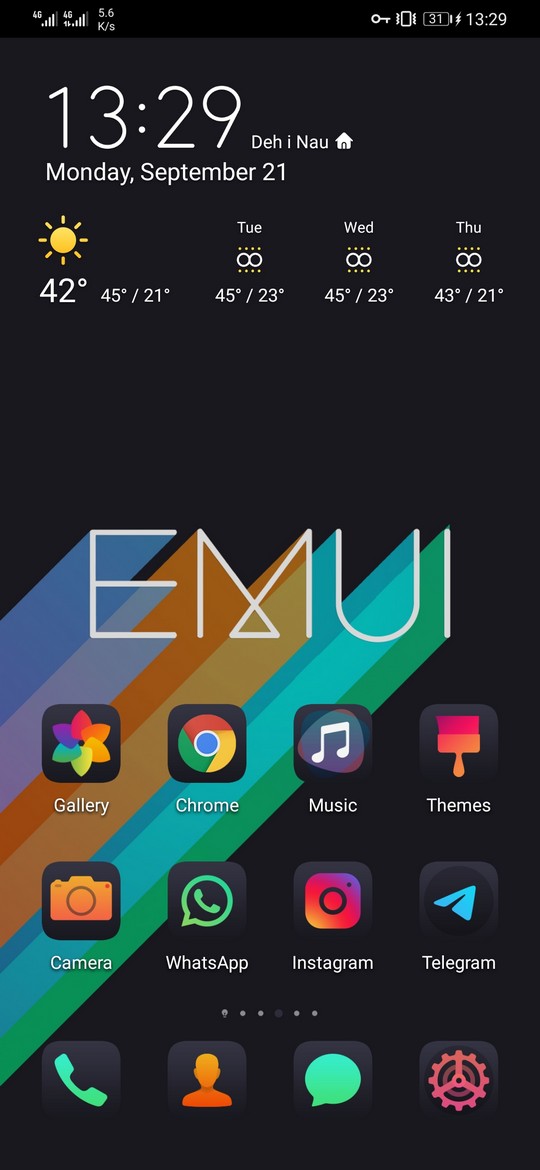 4G 4G 5.6 K/s 31 13:29
13:29 Deh i Nau
Monday, September 21
Tue Wed Thu
42° 45° / 21° 45° / 23° 45° / 23° 43° / 21°
EMUI
Gallery Chrome Music Themes
Camera WhatsApp Instagram Telegram